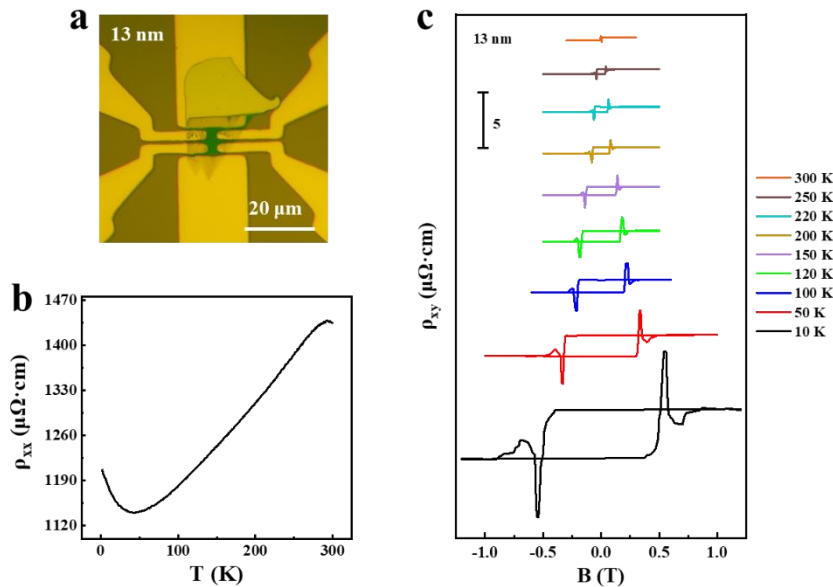 a
13 nm
20 μm
b
ρxx (μΩ·cm)
1470
1400
1330
1260
1190
1120
0
100
200
300
T (K)
c
ρxy (μΩ·cm)
13 nm
5
-1.0
-0.5
0.0
0.5
1.0
B (T)
300 K
250 K
220 K
200 K
150 K
120 K
100 K
50 K
10 K